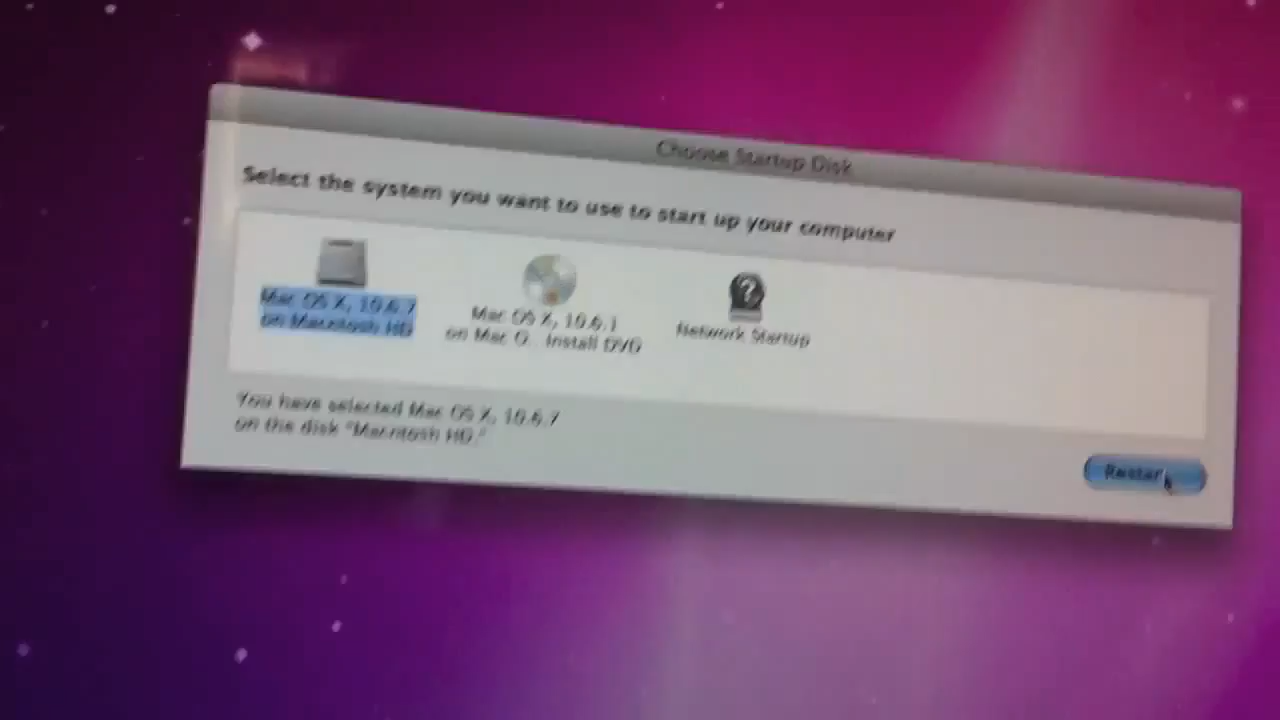 Choose Startup Disk
Select the system you want to use to start up your computer
Mac OS X, 10.6.7
on Macintosh HD
Mac OS X, 10.6.1
on Mac O... Install DVD
Network Startup
You have selected Mac OS X, 10.6.7
on the disk "Macintosh HD."
Restart